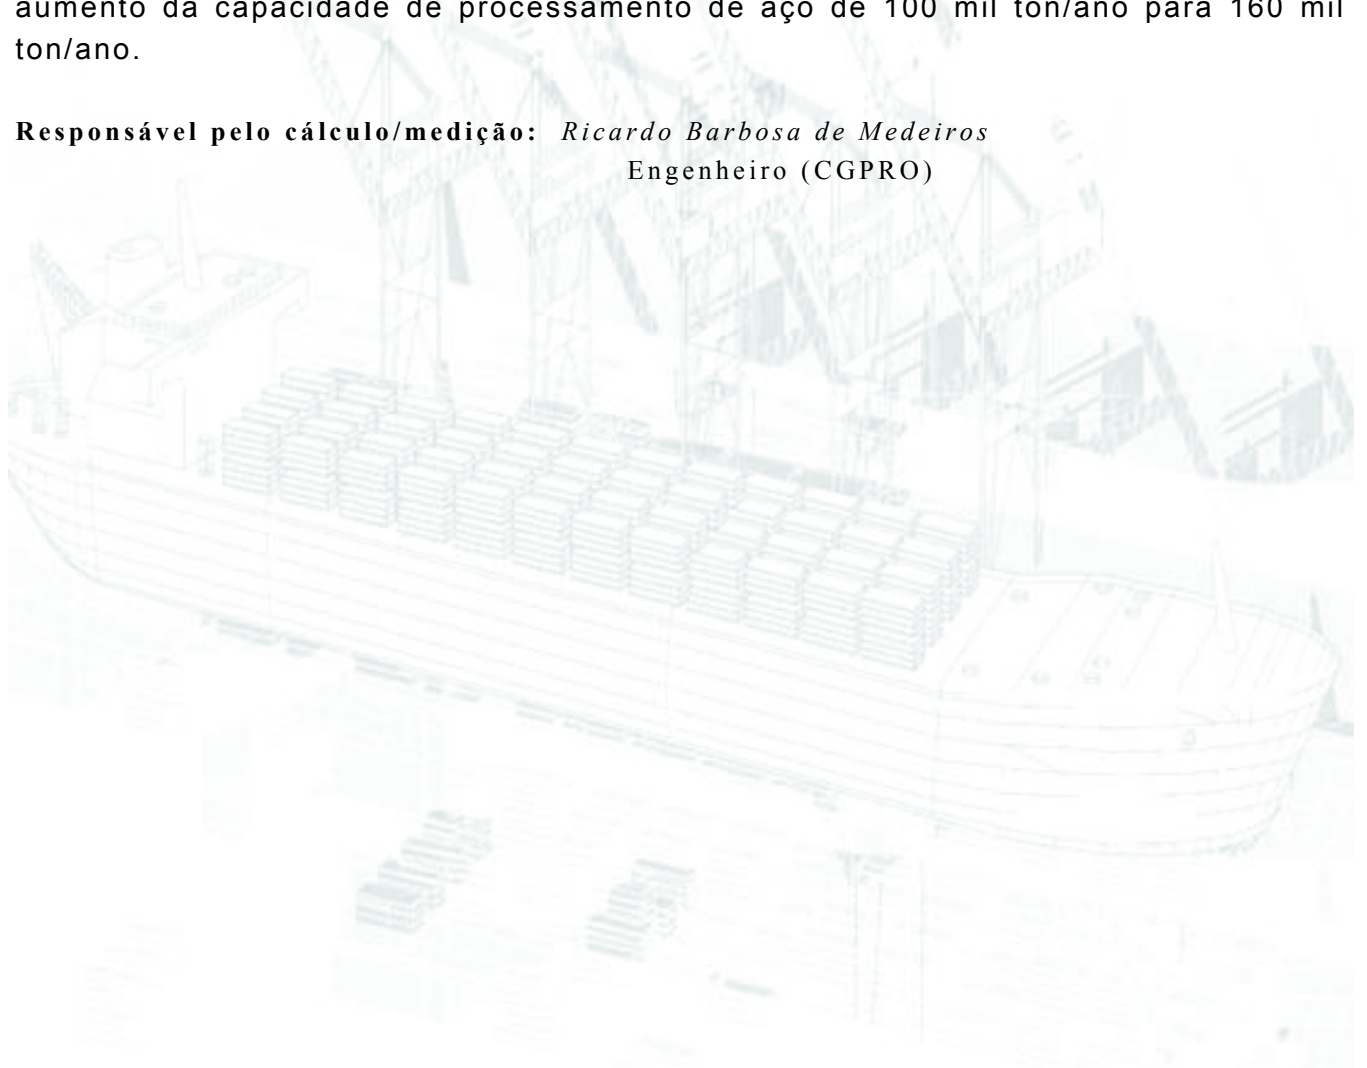 aumento da capacidade de processamento de aço de 100 mil ton/ano para 160 mil
ton/ano.
Responsável pelo cálculo/medição: Ricardo Barbosa de Medeiros
Engenheiro (CGPRO)